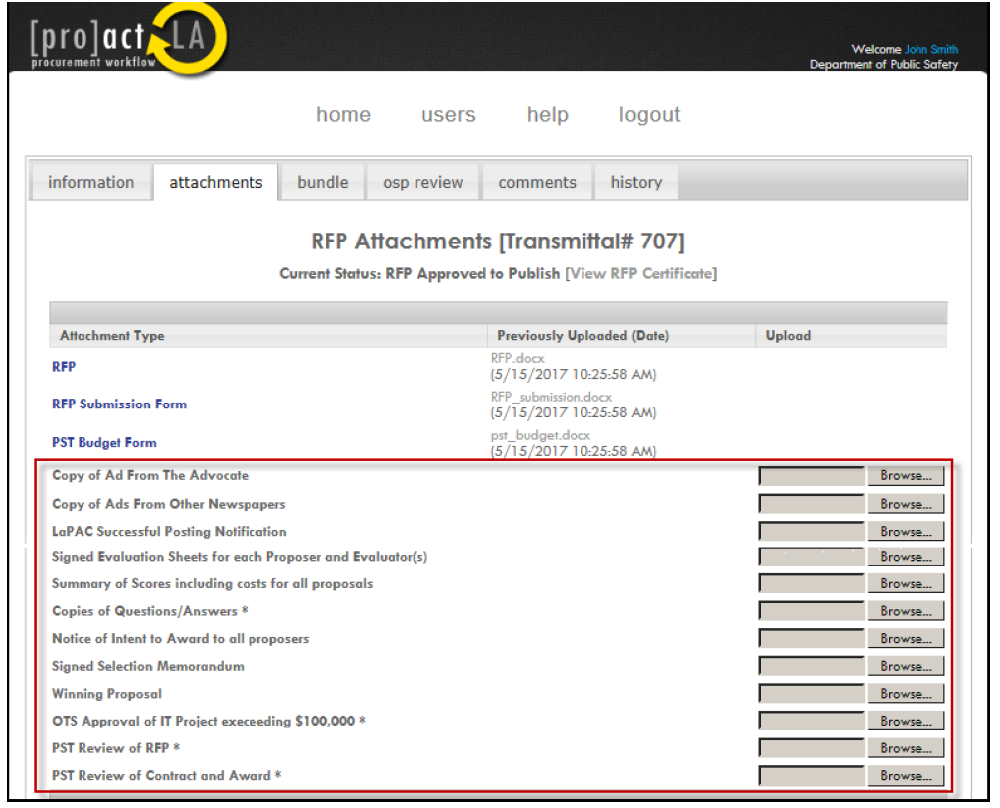 [pro]act LA
procurement workflow
Welcome John Smith
Department of Public Safety
home users help logout
information attachments bundle osp review comments history
RFP Attachments [Transmittal# 707]
Current Status: RFP Approved to Publish [View RFP Certificate]
Attachment Type Previously Uploaded (Date) Upload
RFP RFP.docx
(5/15/2017 10:25:58 AM)
RFP Submission Form RFP_submission.docx
(5/15/2017 10:25:58 AM)
PST Budget Form pst_budget.docx
(5/15/2017 10:25:58 AM)
Copy of Ad From The Advocate Browse...
Copy of Ads From Other Newspapers Browse...
LaPAC Successful Posting Notification Browse...
Signed Evaluation Sheets for each Proposer and Evaluator(s) Browse...
Summary of Scores including costs for all proposals Browse...
Copies of Questions/Answers * Browse...
Notice of Intent to Award to all proposers Browse...
Signed Selection Memorandum Browse...
Winning Proposal Browse...
OTS Approval of IT Project execeeding $100,000 * Browse...
PST Review of RFP * Browse...
PST Review of Contract and Award * Browse...